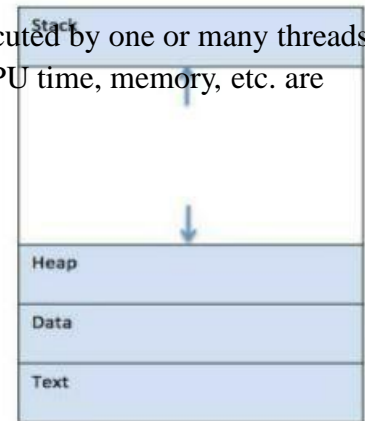 Stack
cuted by one or many threads
PU time, memory, etc. are
Heap
Data
Text